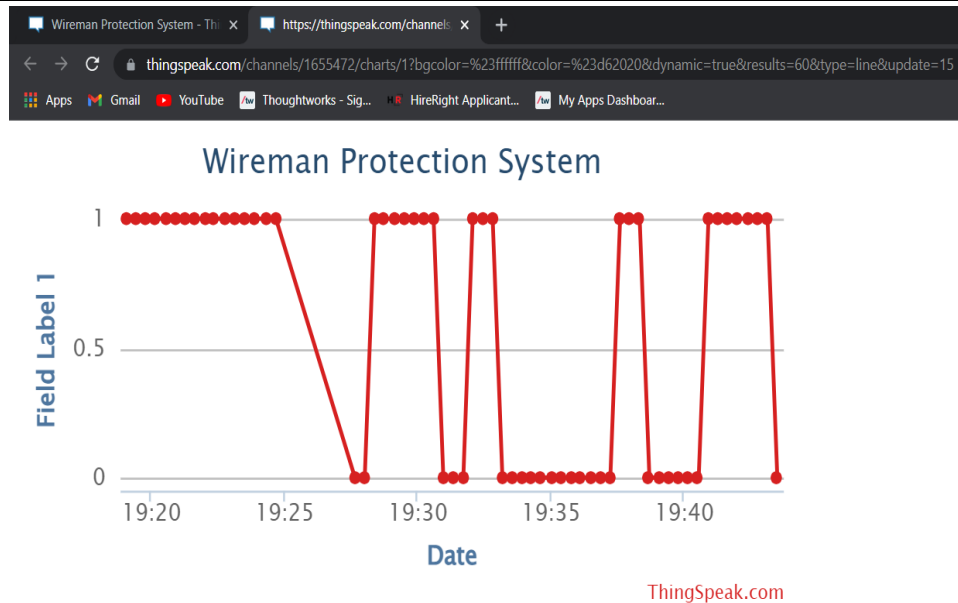 Wireman Protection System - Thi
https://thingspeak.com/channels
thingspeak.com/channels/1655472/charts/1?bgcolor=%23ffffff&color=%23d62020&dynamic=true&results=60&type=line&update=15
Apps
Gmail
YouTube
/tw Thoughtworks - Sig...
HR HireRight Applicant...
/tw My Apps Dashboar...
Wireman Protection System
Field Label 1
1
0.5
0
19:20
19:25
19:30
19:35
19:40
Date
ThingSpeak.com